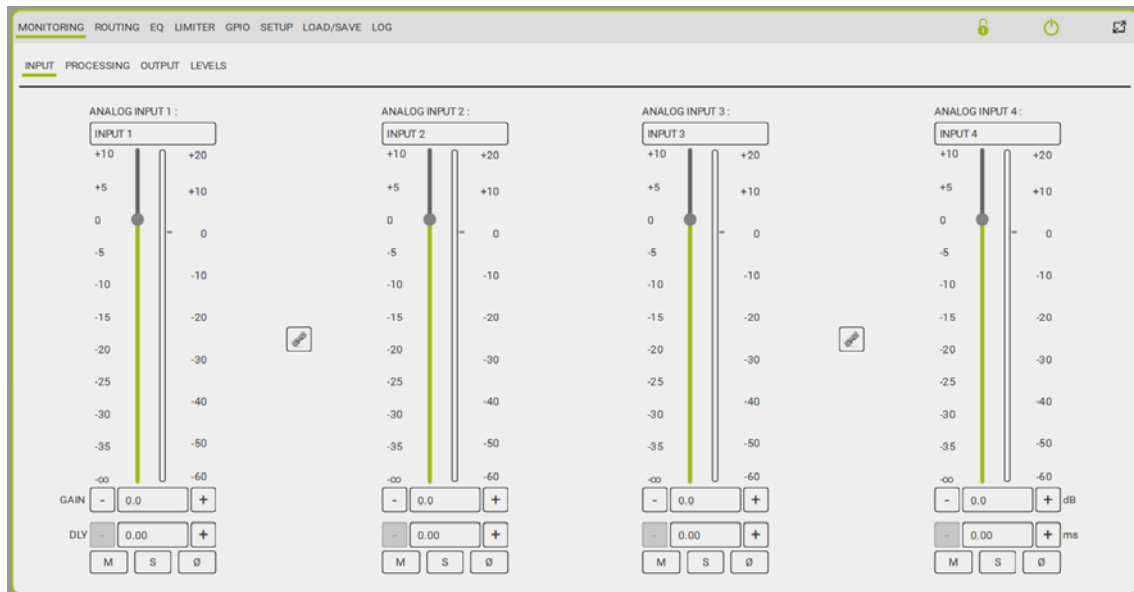 MONITORING ROUTING EQ LIMITER GPIO SETUP LOAD/SAVE LOG
INPUT PROCESSING OUTPUT LEVELS
ANALOG INPUT 1 : ANALOG INPUT 2 : ANALOG INPUT 3 : ANALOG INPUT 4 :
INPUT 1 INPUT 2 INPUT 3 INPUT 4
+10 +20 +10 +20 +10 +20 +10 +20
+5 +10 +5 +10 +5 +10 +5 +10
0 0 0 0 0 0 0 0
-5 -5 -5 -5
-10 -10 -10 -10 -10 -10 -10 -10
-15 -20 -15 -20 -15 -20 -15 -20
-20 -30 -20 -30 -20 -30 -20 -30
-25 -40 -25 -40 -25 -40 -25 -40
-30 -30 -30 -30
-35 -50 -35 -50 -35 -50 -35 -50
-∞ -60 -∞ -60 -∞ -60 -∞ -60
GAIN - 0.0 + - 0.0 + - 0.0 + - 0.0 + dB
DLY - 0.00 + - 0.00 + - 0.00 + - 0.00 + ms
M S Ø M S Ø M S Ø M S Ø